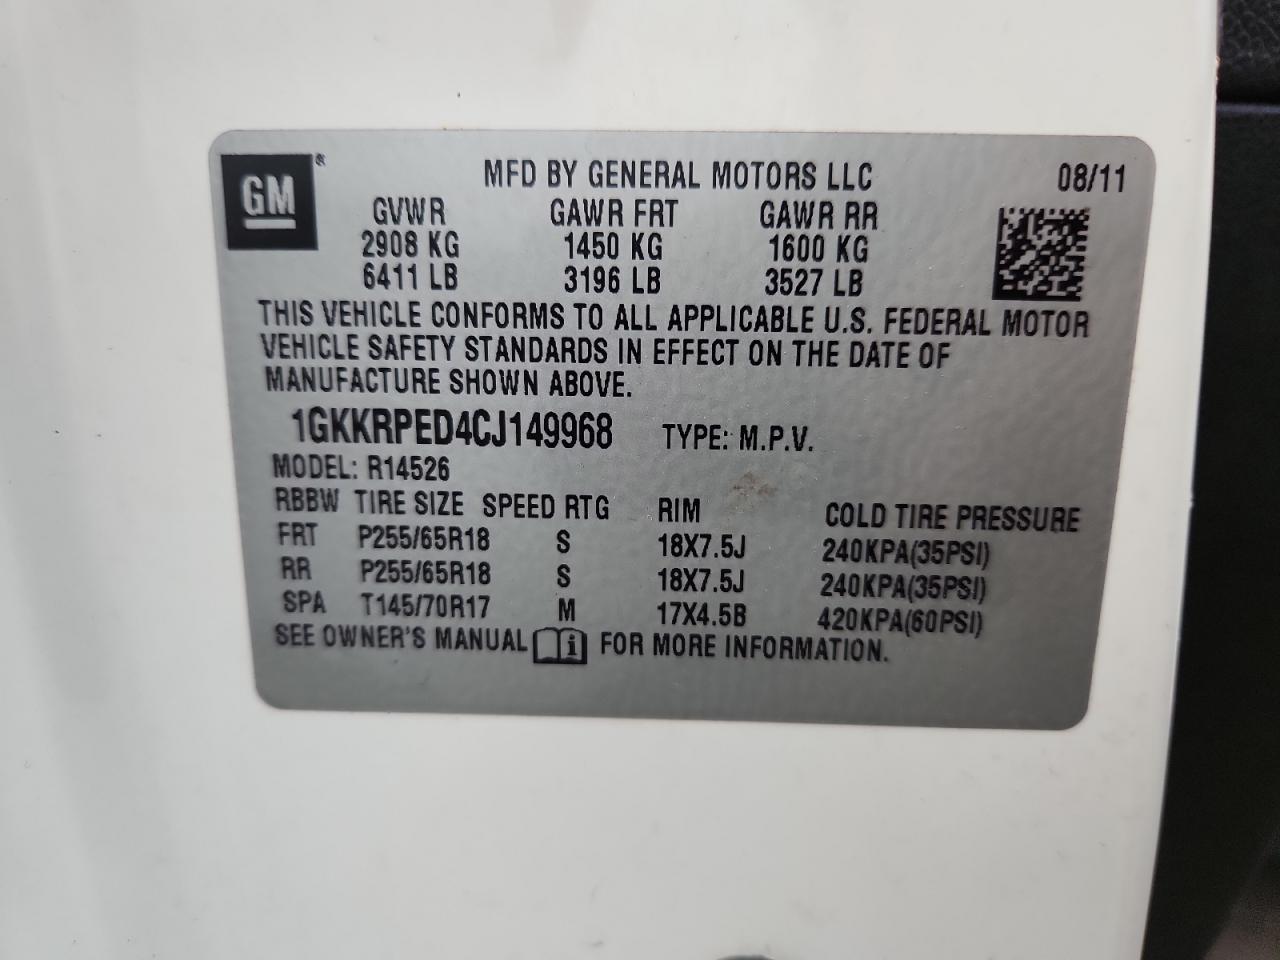 GM ®
MFD BY GENERAL MOTORS LLC 08/11
GVWR GAWR FRT GAWR RR
2908 KG 1450 KG 1600 KG
6411 LB 3196 LB 3527 LB
THIS VEHICLE CONFORMS TO ALL APPLICABLE U.S. FEDERAL MOTOR
VEHICLE SAFETY STANDARDS IN EFFECT ON THE DATE OF
MANUFACTURE SHOWN ABOVE.
1GKKRPED4CJ149968 TYPE: M.P.V.
MODEL: R14526
RBBW TIRE SIZE SPEED RTG RIM COLD TIRE PRESSURE
FRT P255/65R18 S 18X7.5J 240KPA(35PSI)
RR P255/65R18 S 18X7.5J 240KPA(35PSI)
SPA T145/70R17 M 17X4.5B 420KPA(60PSI)
SEE OWNER'S MANUAL i FOR MORE INFORMATION.